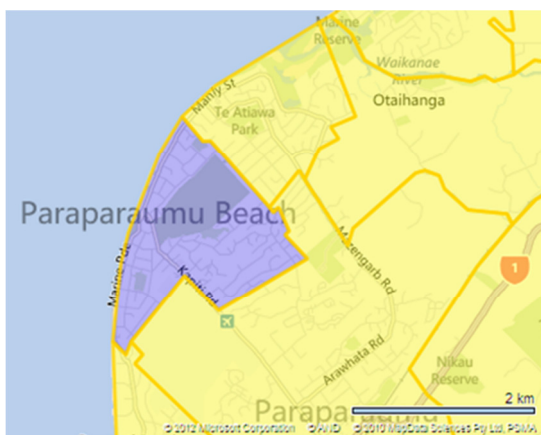 Marine
Reserve
Manly St
Waikanae
River
Te Atiawa
Park
Otaihanga
Paraparaumu Beach
Mazengarb Rd
Marine Pde
Kapiti Rd
1
Arawhata Rd
Nikau
Reserve
2 km
Paraparaumu
© 2012 Microsoft Corporation © AND © 2010 MapData Sciences Pty Ltd, PSMA